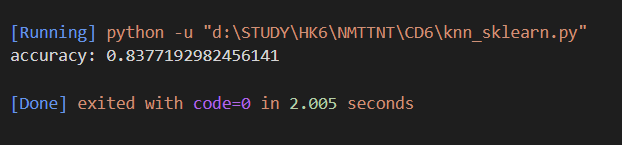 [Running] python -u "d:\STUDY\HK6\NMTTNT\CD6\knn_sklearn.py"
accuracy: 0.8377192982456141
[Done] exited with code=0 in 2.005 seconds